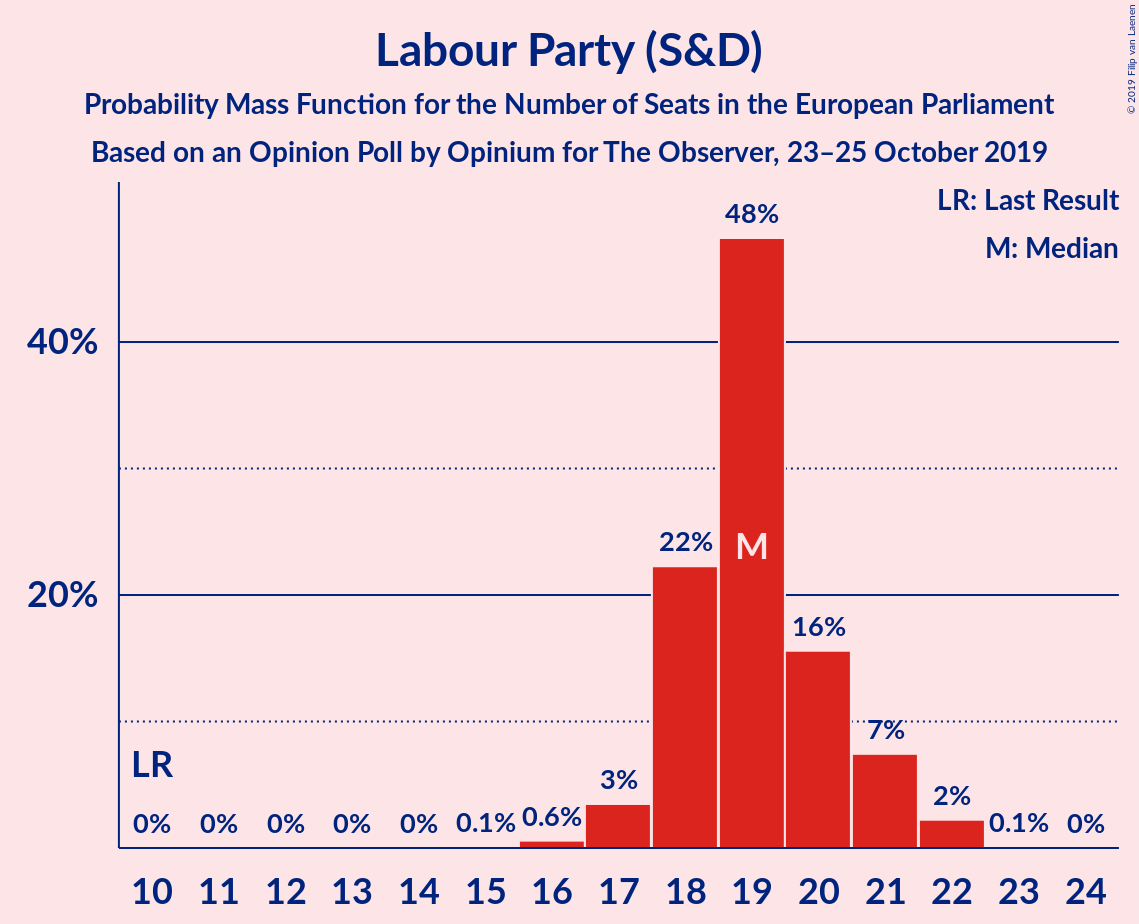 Labour Party (S&D)
Probability Mass Function for the Number of Seats in the European Parliament
Based on an Opinion Poll by Opinium for The Observer, 23–25 October 2019
© 2019 Filip van Laenen
LR: Last Result
M: Median
48%
40%
22%
M
20%
16%
7%
LR
3%
2%
0% 0% 0% 0% 0% 0.1% 0.6% 0.1% 0%
10 11 12 13 14 15 16 17 18 19 20 21 22 23 24